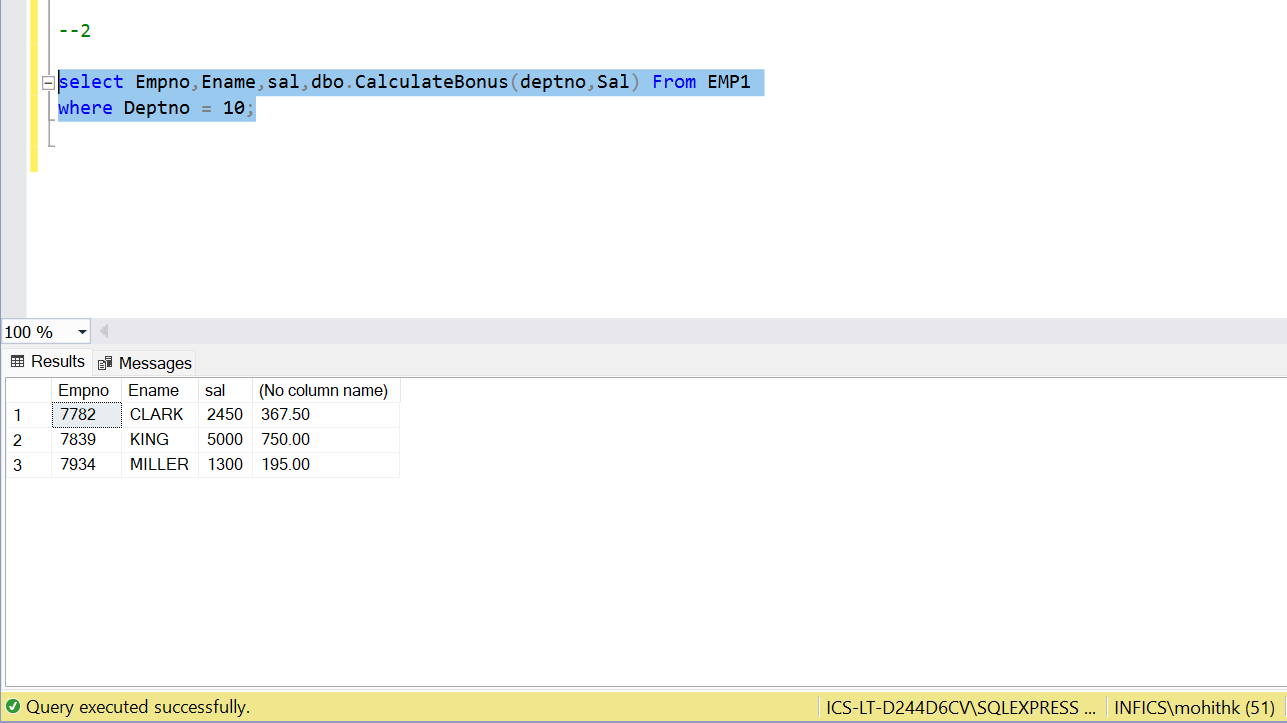 --2
select Empno,Ename,sal,dbo.CalculateBonus(deptno,Sal) From EMP1
where Deptno = 10;
100 %
Results Messages
Empno Ename sal (No column name)
1 7782 CLARK 2450 367.50
2 7839 KING 5000 750.00
3 7934 MILLER 1300 195.00
Query executed successfully. ICS-LT-D244D6CV\SQLEXPRESS ... INFICS\mohithk (51)